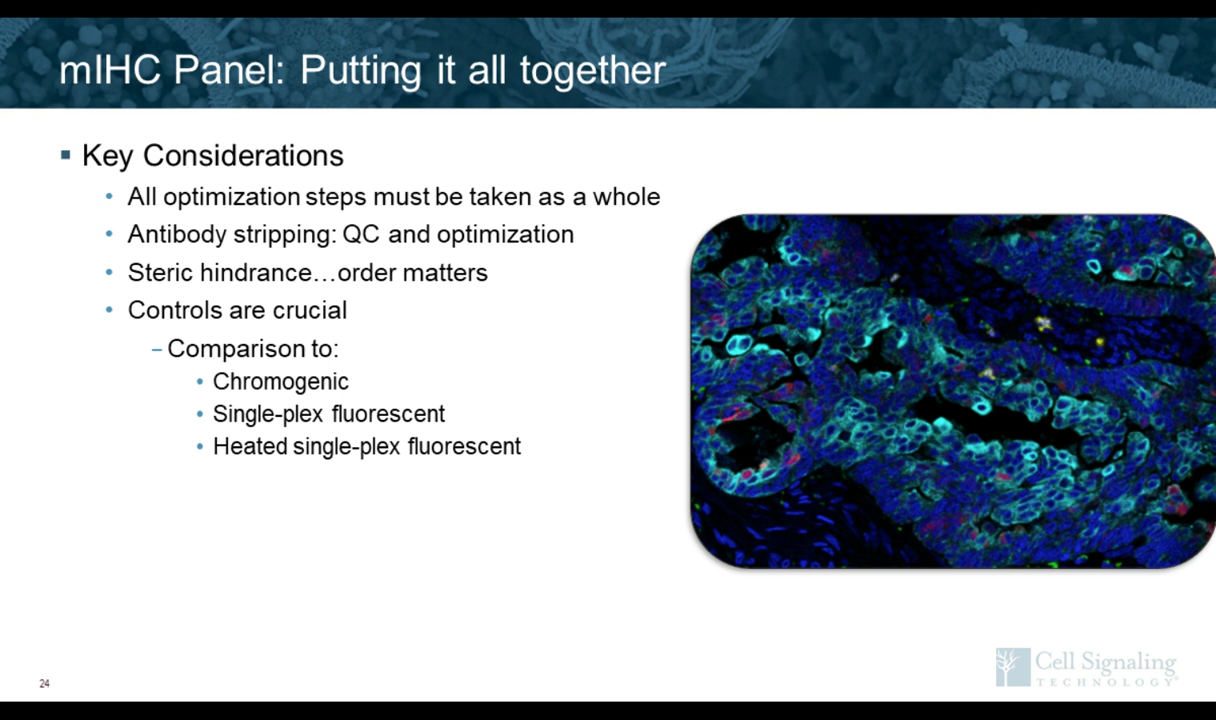 mIHC Panel: Putting it all together
▪ Key Considerations
• All optimization steps must be taken as a whole
• Antibody stripping: QC and optimization
• Steric hindrance…order matters
• Controls are crucial
– Comparison to:
• Chromogenic
• Single-plex fluorescent
• Heated single-plex fluorescent
Cell Signaling
TECHNOLOGY®
24